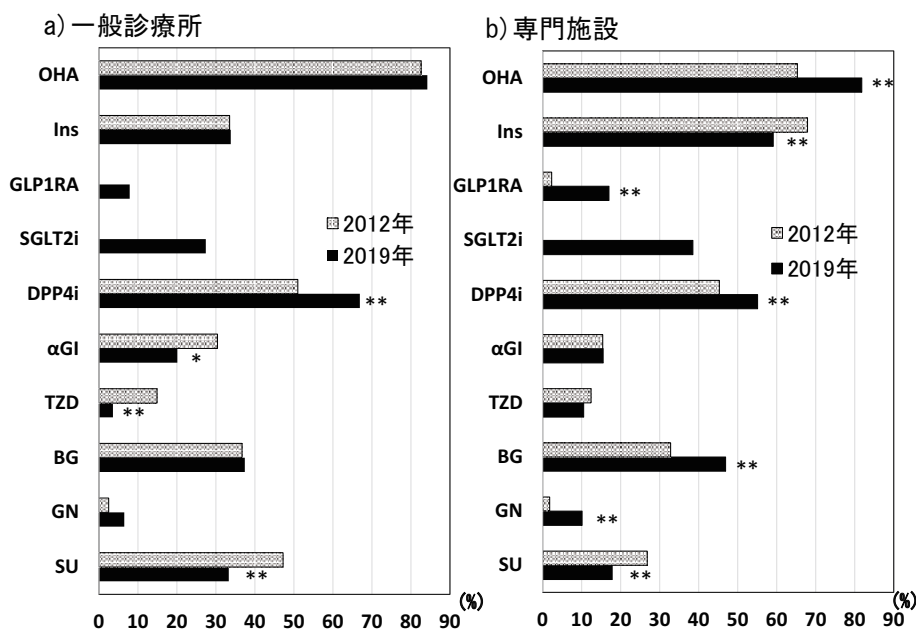 a) 一般診療所
OHA
Ins
GLP1RA
SGLT2i
DPP4i
αGI
TZD
BG
GN
SU
2012年
2019年
**
*
**
**
0 10 20 30 40 50 60 70 80 90
(%)
b) 専門施設
OHA
Ins
GLP1RA
SGLT2i
DPP4i
αGI
TZD
BG
GN
SU
2012年
2019年
**
**
**
**
**
**
**
0 10 20 30 40 50 60 70 80 90
(%)